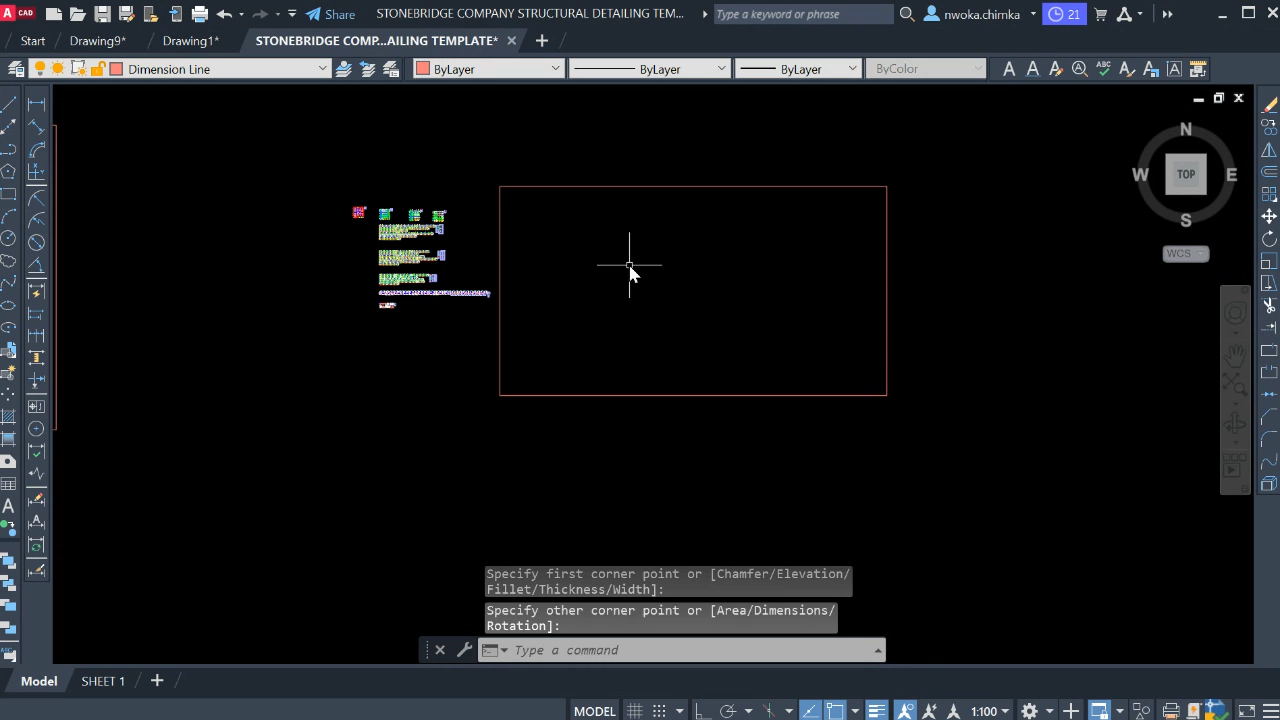 A CAD
Share
STONEBRIDGE COMPANY STRUCTURAL DETAILING TEM...
Type a keyword or phrase
nwoka.chimka
21
Start
Drawing9*
Drawing1*
STONEBRIDGE COMP...AILING TEMPLATE*
Dimension Line
ByLayer
ByLayer
ByLayer
ByColor
N
W
TOP
E
S
WCS
Specify first corner point or [Chamfer/Elevation/
Fillet/Thickness/Width]:
Specify other corner point or [Area/Dimensions/
Rotation]:
Type a command
Model
SHEET 1
MODEL
1:100